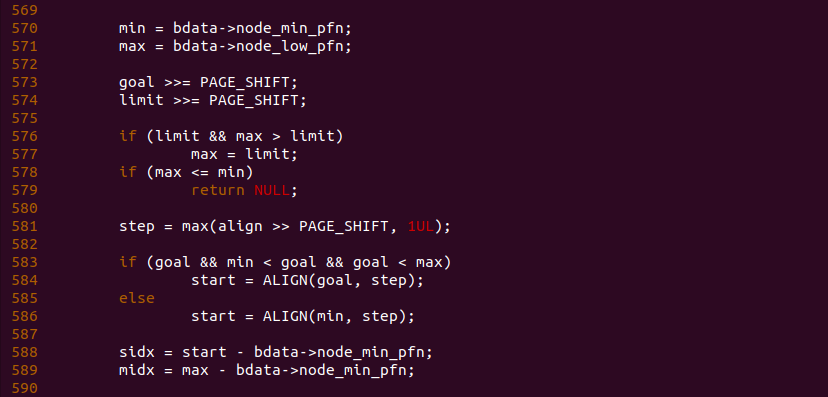 569
570         min = bdata->node_min_pfn;
571         max = bdata->node_low_pfn;
572
573         goal >>= PAGE_SHIFT;
574         limit >>= PAGE_SHIFT;
575
576         if (limit && max > limit)
577                 max = limit;
578         if (max <= min)
579                 return NULL;
580
581         step = max(align >> PAGE_SHIFT, 1UL);
582
583         if (goal && min < goal && goal < max)
584                 start = ALIGN(goal, step);
585         else
586                 start = ALIGN(min, step);
587
588         sidx = start - bdata->node_min_pfn;
589         midx = max - bdata->node_min_pfn;
590